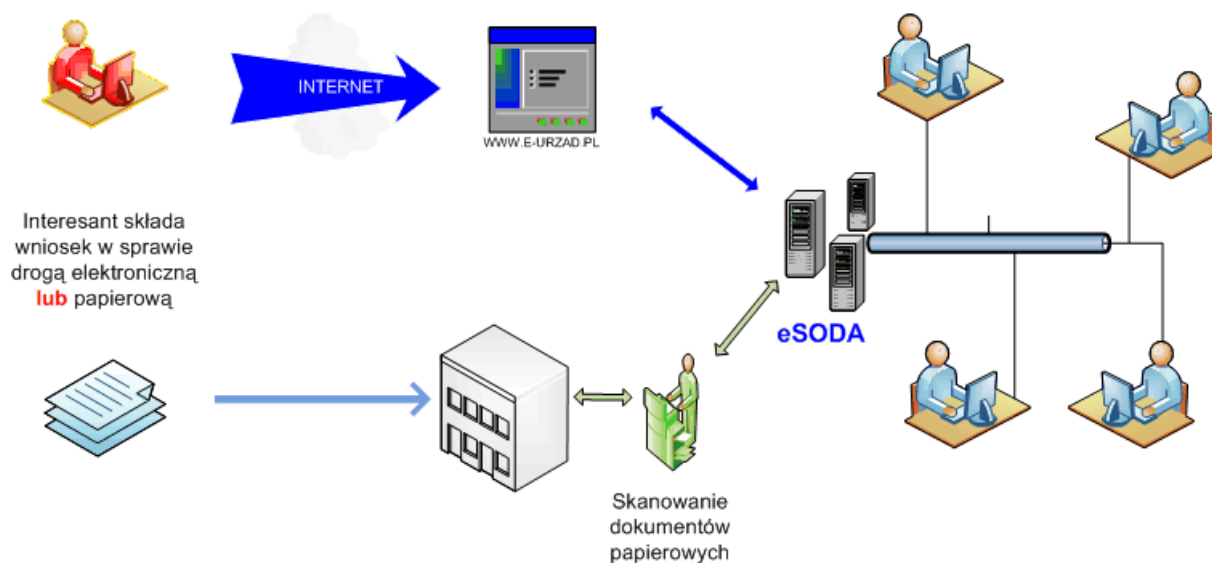 INTERNET
WWW.E-URZAD.PL
Interesant składa
wniosek w sprawie
drogą elektroniczną
lub papierową
eSODA
Skanowanie
dokumentów
papierowych